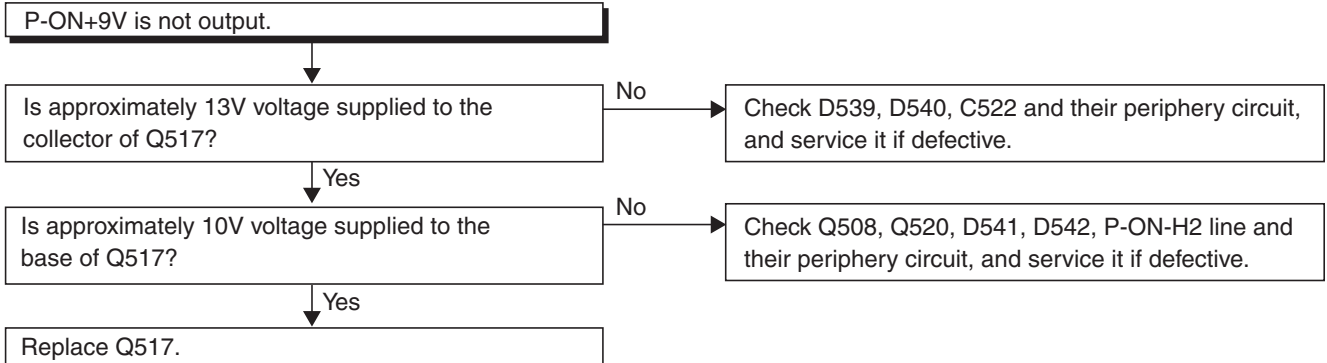 P-ON+9V is not output.
Is approximately 13V voltage supplied to the
collector of Q517?
No
Check D539, D540, C522 and their periphery circuit,
and service it if defective.
Yes
Is approximately 10V voltage supplied to the
base of Q517?
No
Check Q508, Q520, D541, D542, P-ON-H2 line and
their periphery circuit, and service it if defective.
Yes
Replace Q517.